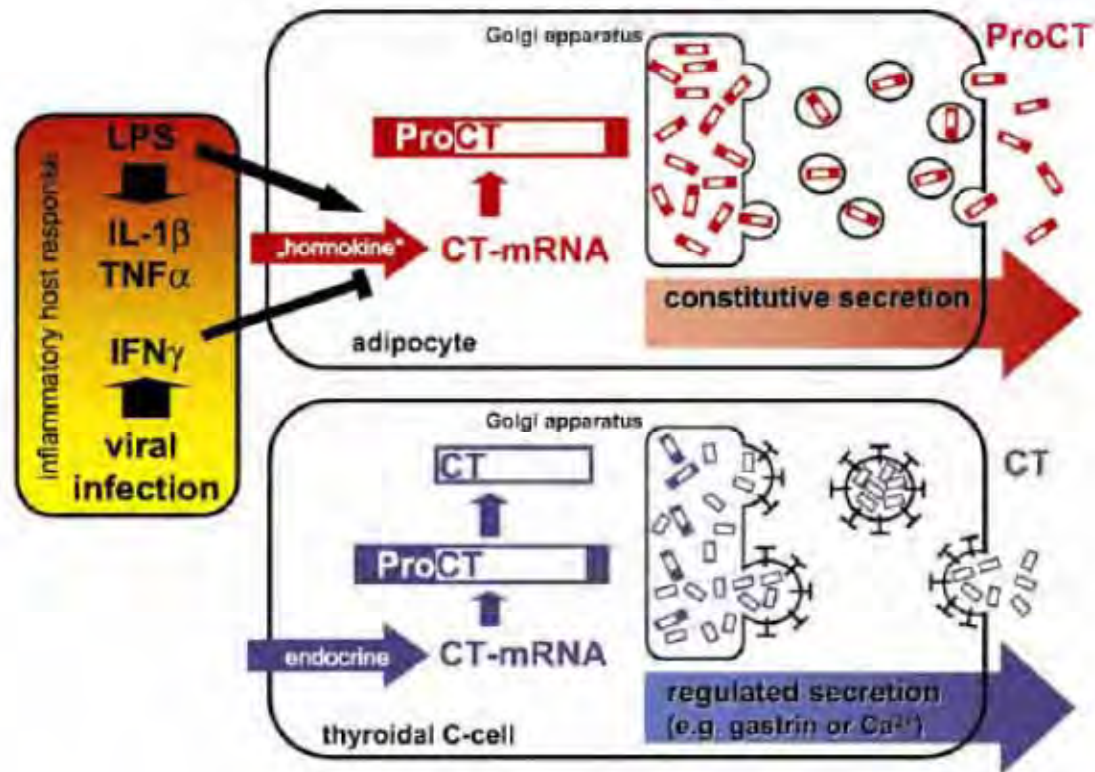 Golgi apparatus
ProCT
LPS
ProCT
inflammatory host response
IL-1β
TNFα
„hormokine“
CT-mRNA
constitutive secretion
IFNγ
adipocyte
viral
infection
Golgi apparatus
CT
CT
ProCT
endocrine
CT-mRNA
regulated secretion
(e.g. gastrin or Ca²⁺)
thyroidal C-cell